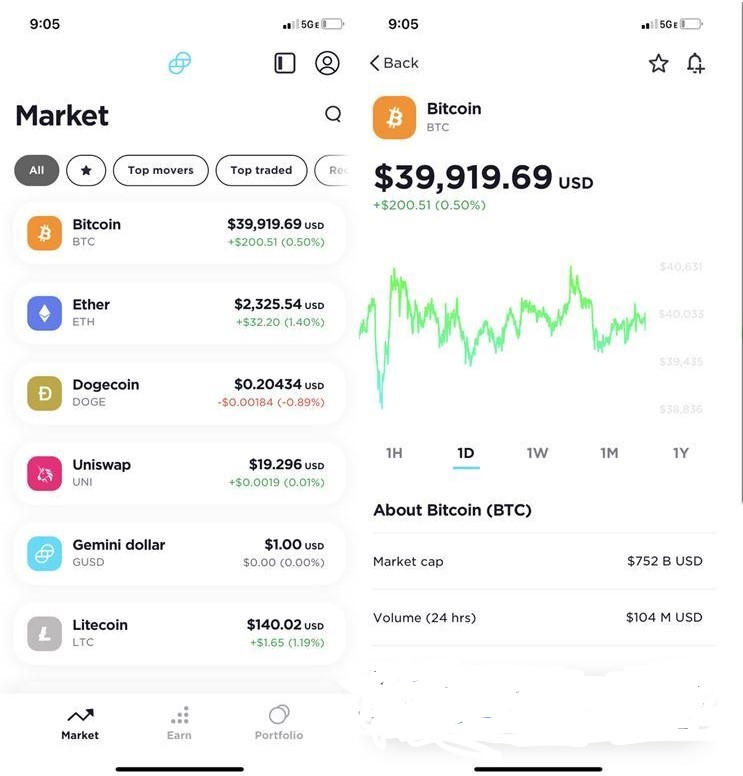 9:05
5GE
Market
All
Top movers
Top traded
Rec
Bitcoin
$39,919.69 USD
BTC
+$200.51 (0.50%)
Ether
$2,325.54 USD
ETH
+$32.20 (1.40%)
Dogecoin
$0.20434 USD
DOGE
-$0.00184 (-0.89%)
Uniswap
$19.296 USD
UNI
+$0.0019 (0.01%)
Gemini dollar
$1.00 USD
GUSD
$0.00 (0.00%)
Litecoin
$140.02 USD
LTC
+$1.65 (1.19%)
Market
Earn
Portfolio
9:05
5GE
Back
Bitcoin
BTC
$39,919.69 USD
+$200.51 (0.50%)
$40,631
$40,033
$39,435
$38,836
1H
1D
1W
1M
1Y
About Bitcoin (BTC)
Market cap
$752 B USD
Volume (24 hrs)
$104 M USD